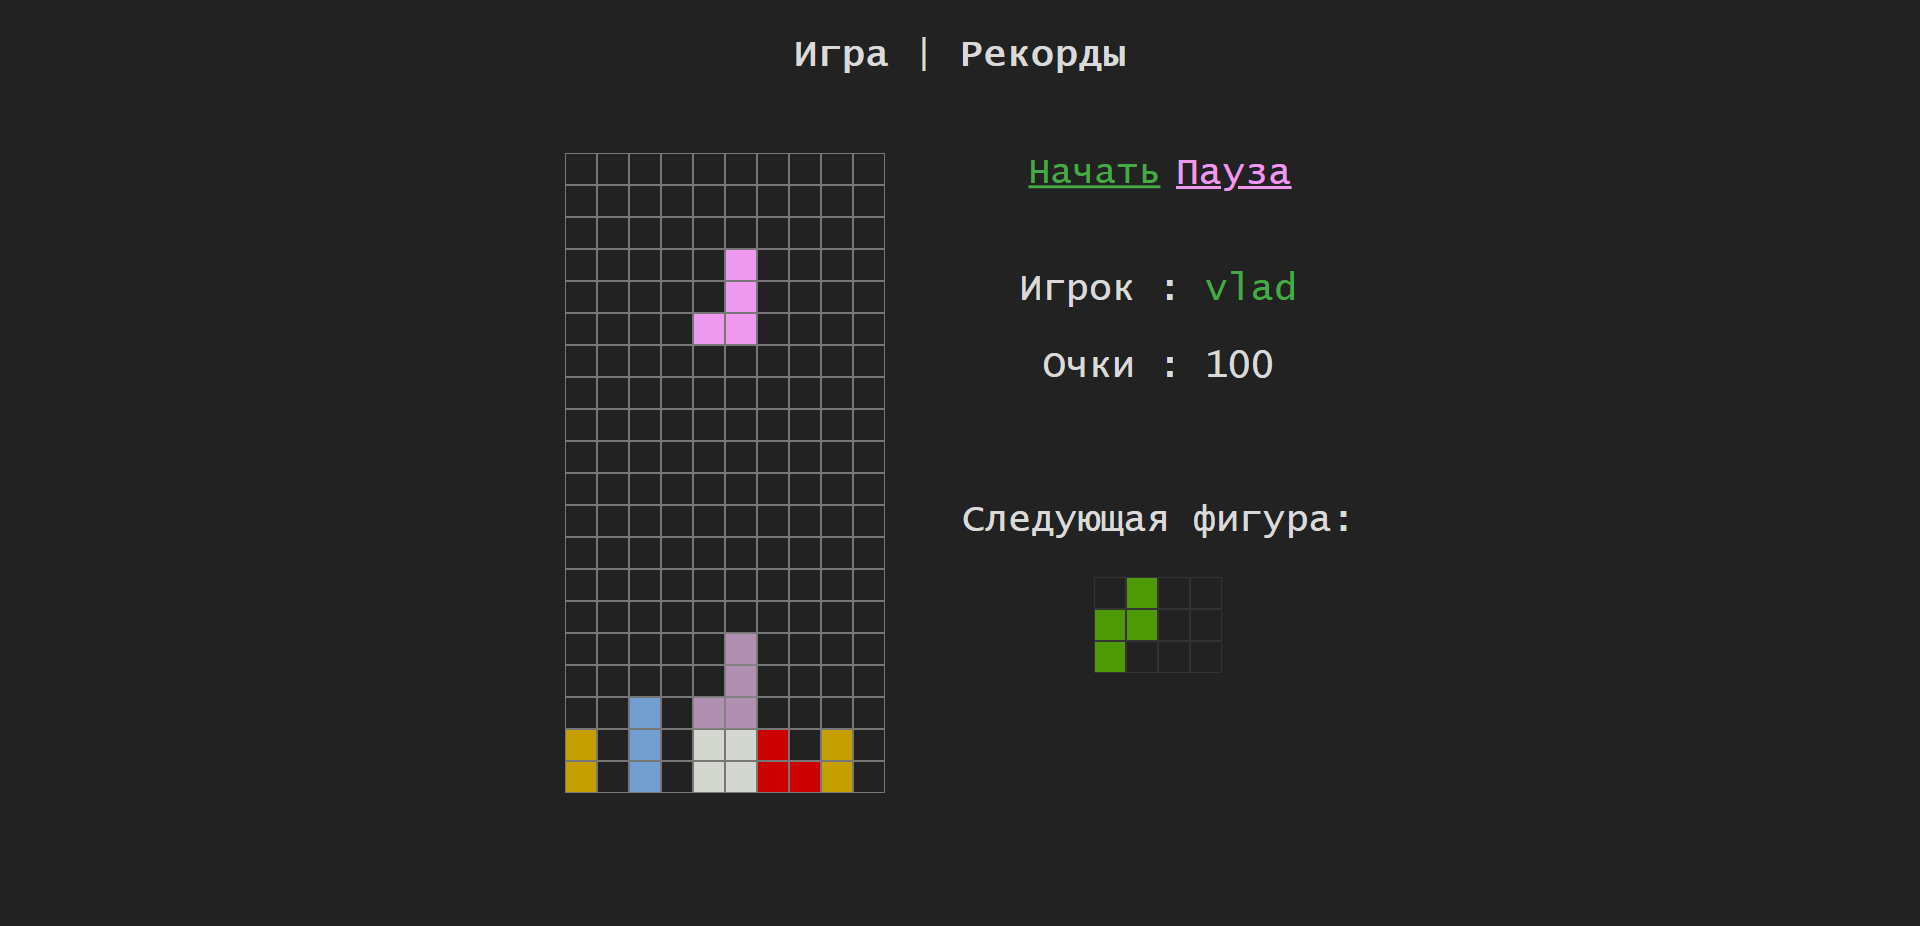 Игра | Рекорды
Начать Пауза
Игрок : vlad
Очки : 100
Следующая фигура: